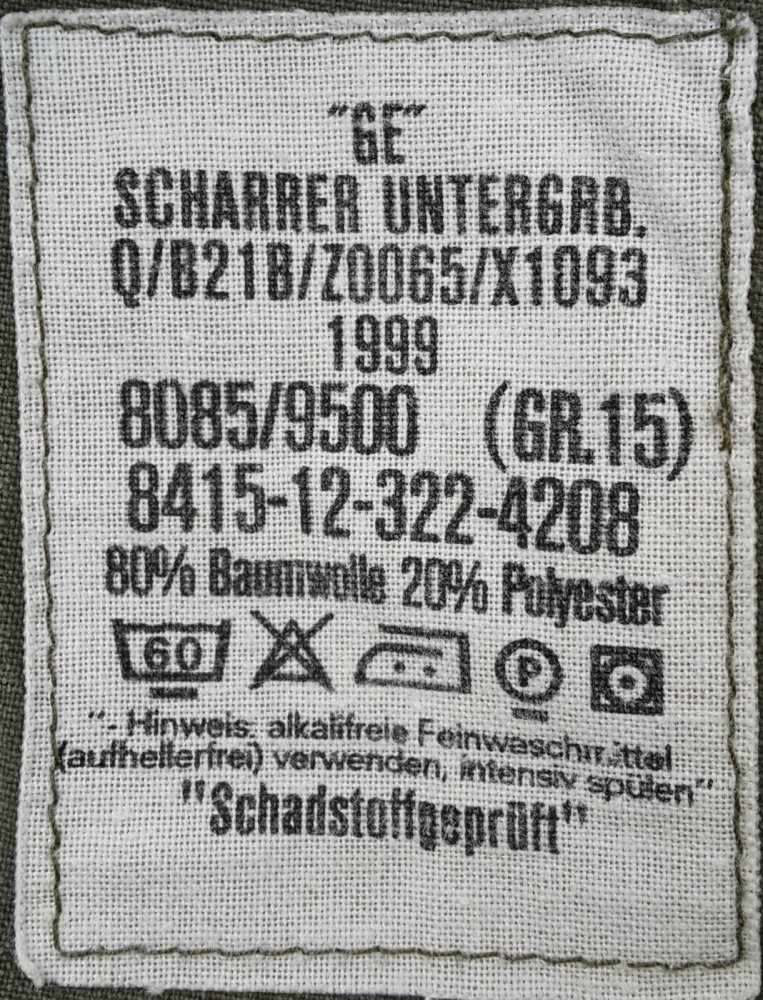 "GE"
SCHARRER UNTERGRB.
Q/B21B/Z0065/X1093
1999
8085/9500 (GR.15)
8415-12-322-4208
80% Baumwolle 20% Polyester
60 P
"- Hinweis: alkalifreie Feinwaschmittel
(aufhellerfrei) verwenden, intensiv spülen"
"Schadstoffgeprüft"